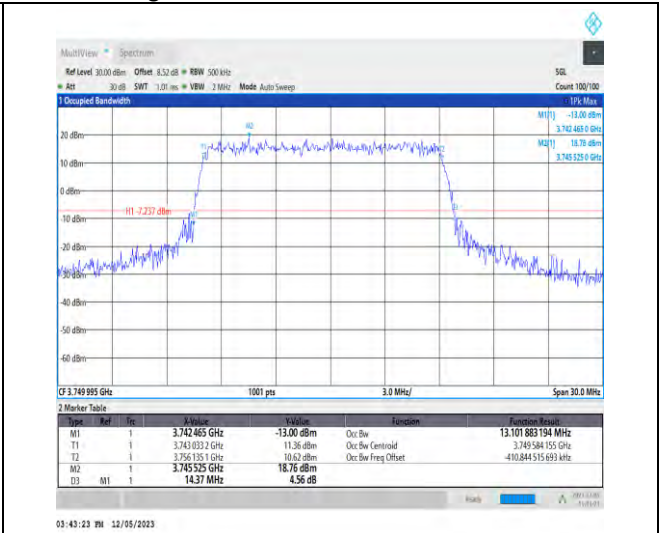 MultiView Spectrum
Ref Level 30.00 dBm Offset 8.52 dB RBW 500 kHz SGL
Att 30 dB SWT 1.01 ms VBW 2 MHz Mode Auto Sweep Count 100/100
1 Occupied Bandwidth 1Pk Max
M1[1] -13.00 dBm
3.742 465 0 GHz
M2[1] 18.76 dBm
3.745 525 0 GHz
M2
20 dBm
T1
T2
10 dBm
0 dBm
H1 -7.237 dBm
M1
-10 dBm
-20 dBm
-30 dBm
-40 dBm
-50 dBm
-60 dBm
CF 3.749 995 GHz 1001 pts 3.0 MHz/ Span 30.0 MHz
2 Marker Table
Type Ref Trc X-Value Y-Value Function Function Result
M1 1 3.742 465 GHz -13.00 dBm Occ Bw 13.101 883 194 MHz
T1 1 3.743 033 2 GHz 11.36 dBm Occ Bw Centroid 3.749 584 155 GHz
T2 1 3.756 135 1 GHz 10.62 dBm Occ Bw Freq Offset -410.844 515 693 kHz
M2 1 3.745 525 GHz 18.76 dBm
D3 M1 1 14.37 MHz 4.56 dB
Ready
03:43:23 PM 12/05/2023